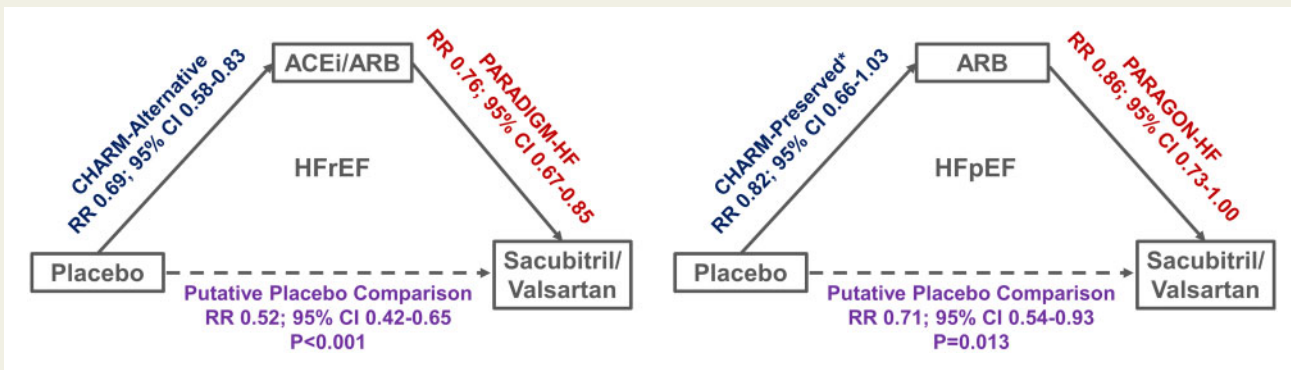 CHARM-Alternative
RR 0.69; 95% CI 0.58-0.83
ACEi/ARB
PARADIGM-HF
RR 0.76; 95% CI 0.67-0.85
HFrEF
Placebo
Sacubitril/
Valsartan
Putative Placebo Comparison
RR 0.52; 95% CI 0.42-0.65
P<0.001
CHARM-Preserved*
RR 0.82; 95% CI 0.66-1.03
ARB
PARAGON-HF
RR 0.86; 95% CI 0.73-1.00
HFpEF
Placebo
Sacubitril/
Valsartan
Putative Placebo Comparison
RR 0.71; 95% CI 0.54-0.93
P=0.013